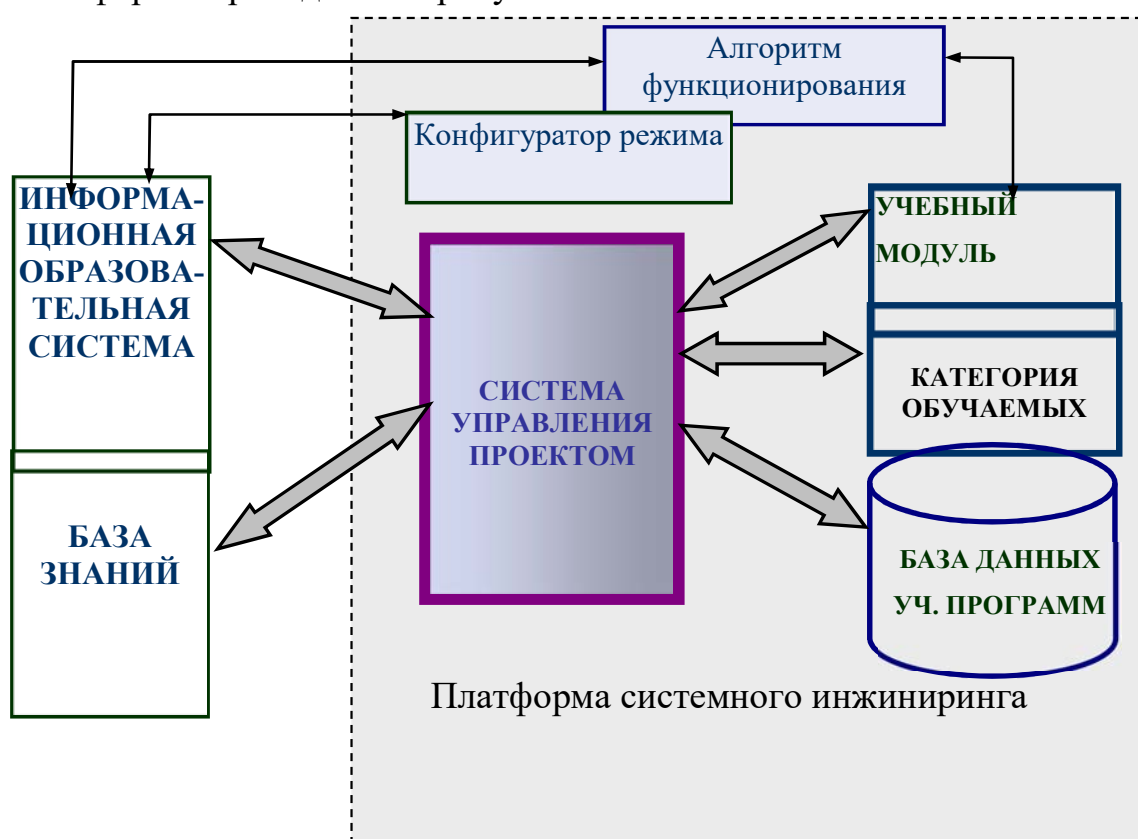 Алгоритм
функционирования
Конфигуратор режима
ИНФОРМА-
ЦИОННАЯ
ОБРАЗОВА-
ТЕЛЬНАЯ
СИСТЕМА
УЧЕБНЫЙ
МОДУЛЬ
СИСТЕМА
УПРАВЛЕНИЯ
ПРОЕКТОМ
КАТЕГОРИЯ
ОБУЧАЕМЫХ
БАЗА
ЗНАНИЙ
БАЗА ДАННЫХ
УЧ. ПРОГРАММ
Платформа системного инжиниринга